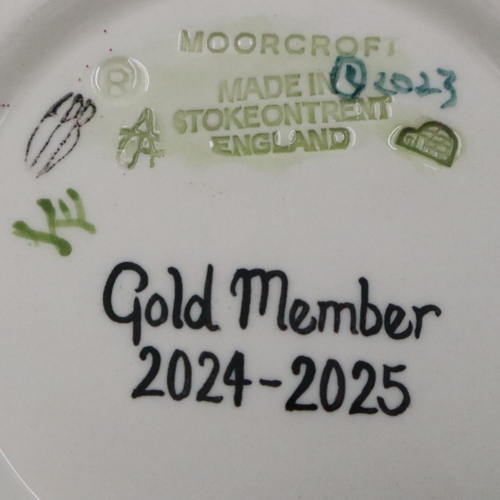 MOORCROFT
R
MADE IN
©2023
STOKEONTRENT
ENGLAND
Gold Member
2024-2025